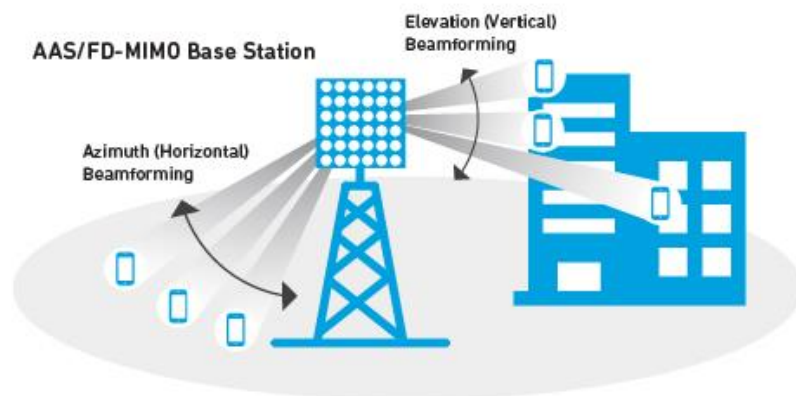 AAS/FD-MIMO Base Station
Elevation (Vertical)
Beamforming
Azimuth (Horizontal)
Beamforming